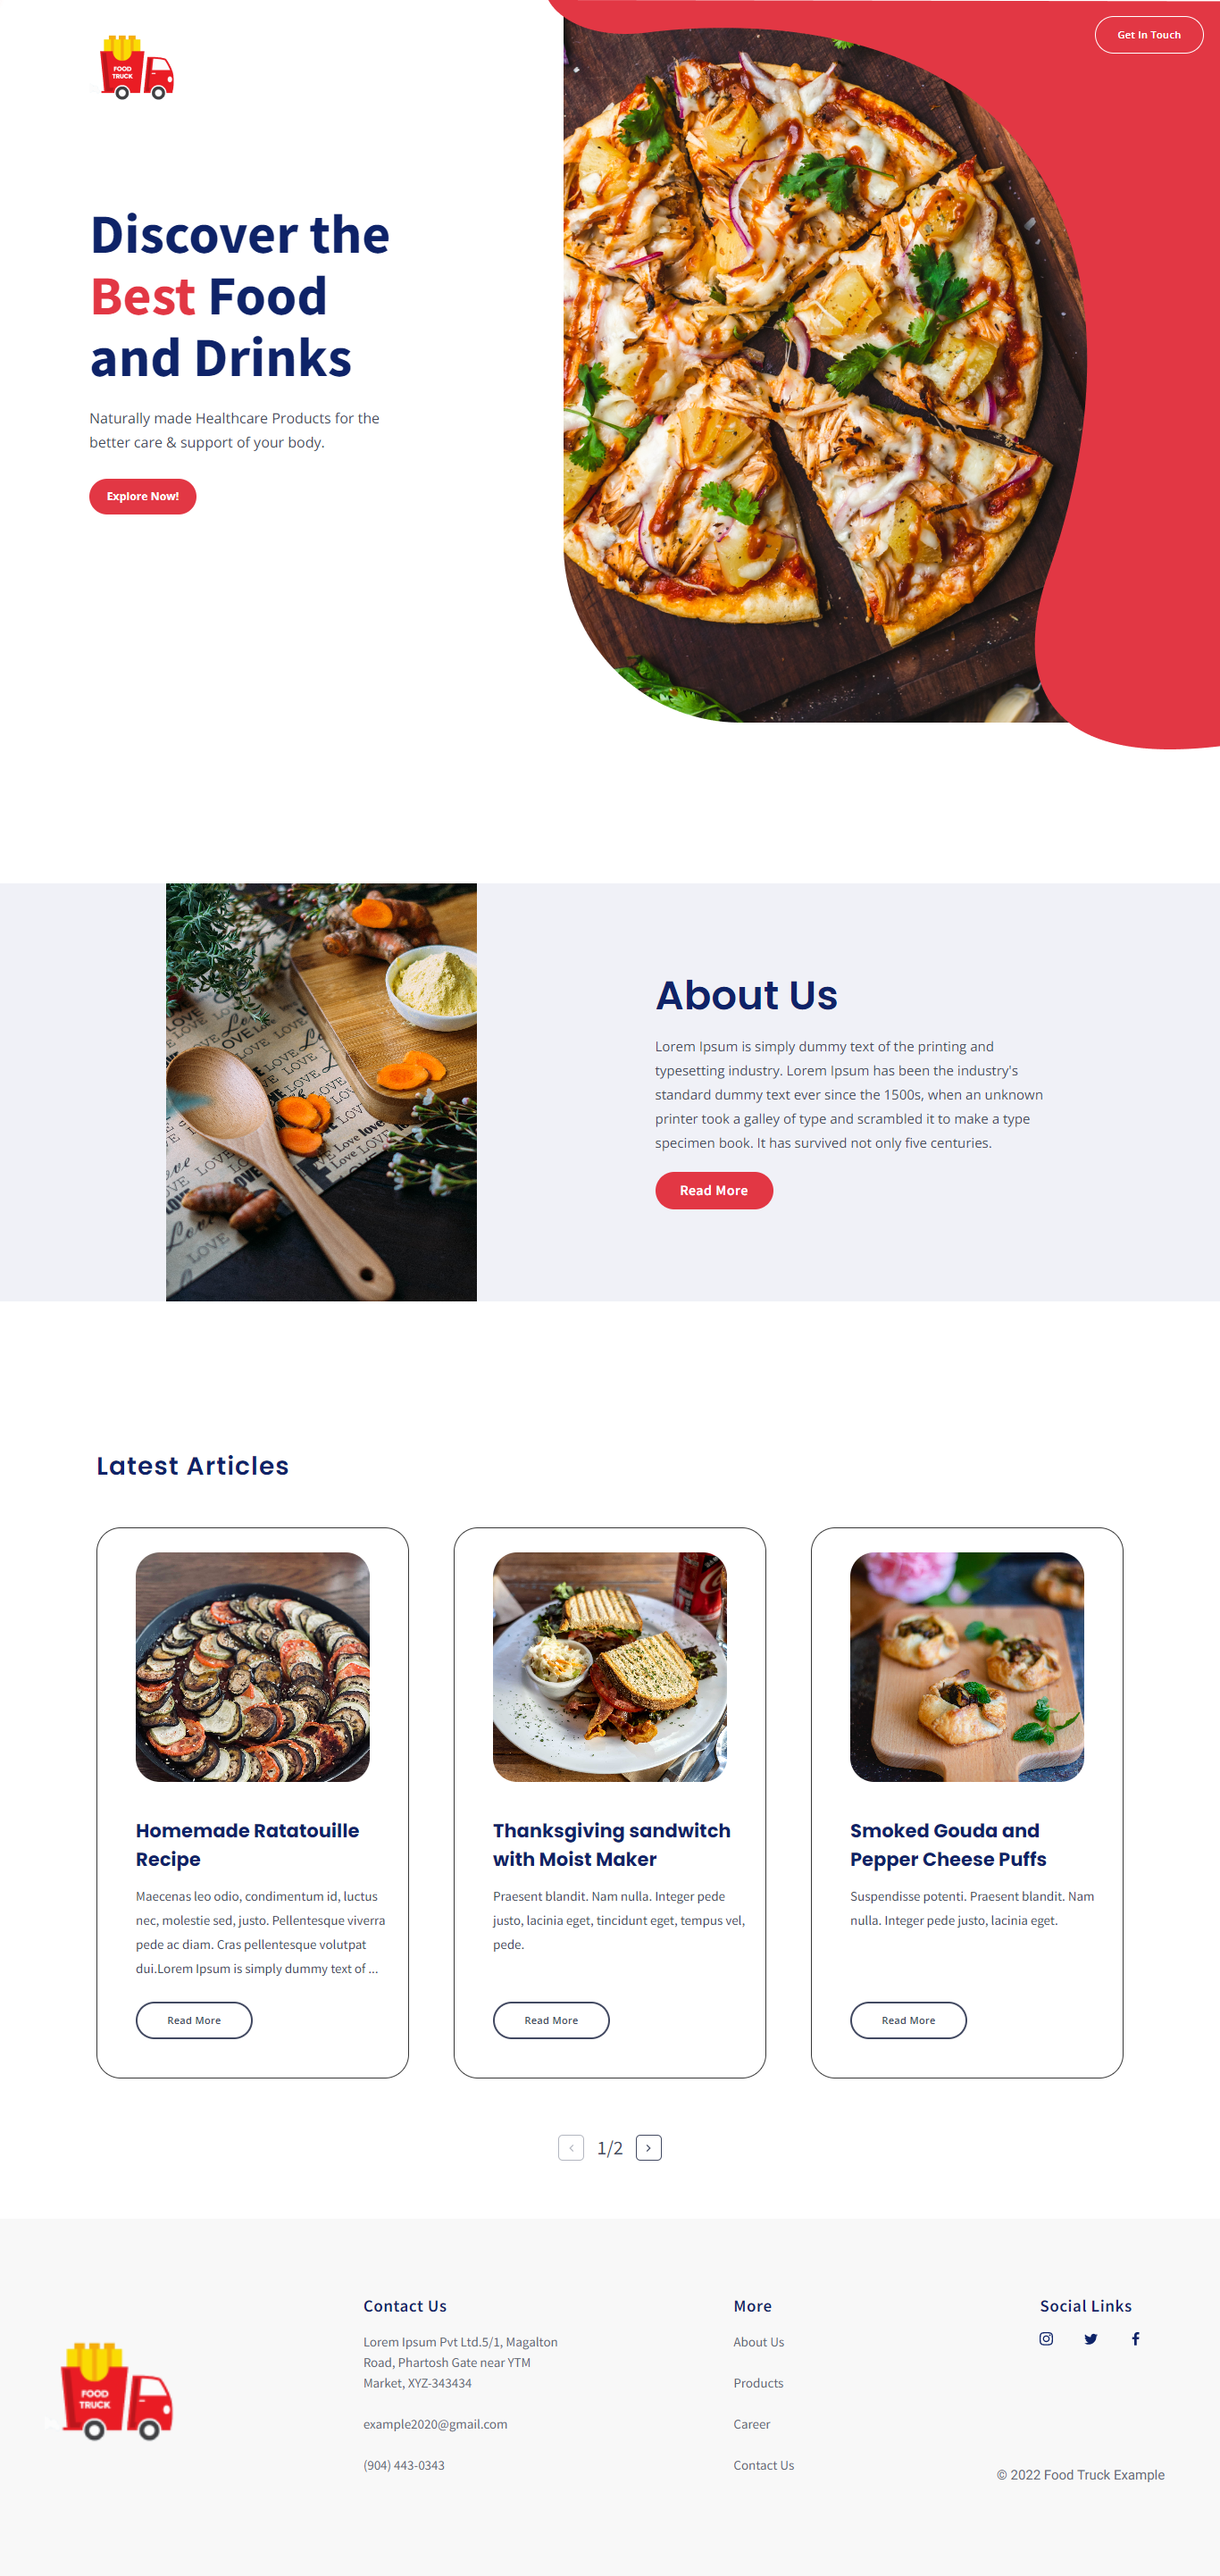 FOOD
TRUCK
Get In Touch
Discover the
Best Food
and Drinks
Naturally made Healthcare Products for the
better care & support of your body.
Explore Now!
About Us
Lorem Ipsum is simply dummy text of the printing and
typesetting industry. Lorem Ipsum has been the industry's
standard dummy text ever since the 1500s, when an unknown
printer took a galley of type and scrambled it to make a type
specimen book. It has survived not only five centuries.
Read More
Latest Articles
Homemade Ratatouille
Recipe
Maecenas leo odio, condimentum id, luctus
nec, molestie sed, justo. Pellentesque viverra
pede ac diam. Cras pellentesque volutpat
dui.Lorem Ipsum is simply dummy text of ...
Read More
Thanksgiving sandwitch
with Moist Maker
Praesent blandit. Nam nulla. Integer pede
justo, lacinia eget, tincidunt eget, tempus vel,
pede.
Read More
Smoked Gouda and
Pepper Cheese Puffs
Suspendisse potenti. Praesent blandit. Nam
nulla. Integer pede justo, lacinia eget.
Read More
1/2
FOOD
TRUCK
Contact Us
Lorem Ipsum Pvt Ltd.5/1, Magalton
Road, Phartosh Gate near YTM
Market, XYZ-343434
example2020@gmail.com
(904) 443-0343
More
About Us
Products
Career
Contact Us
Social Links
© 2022 Food Truck Example